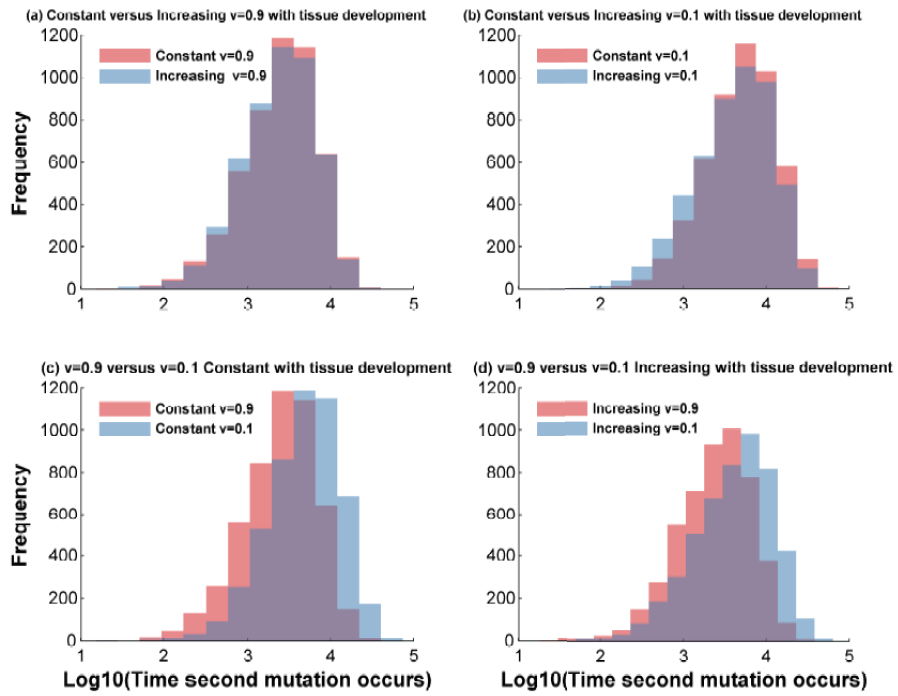 (a) Constant versus Increasing v=0.9 with tissue development
(b) Constant versus Increasing v=0.1 with tissue development
1200
1000
800
600
400
200
0
Frequency
Constant v=0.9
Increasing v=0.9
1 2 3 4 5
1200
1000
800
600
400
200
0
Constant v=0.1
Increasing v=0.1
1 2 3 4 5
(c) v=0.9 versus v=0.1 Constant with tissue development
(d) v=0.9 versus v=0.1 Increasing with tissue development
1200
1000
800
600
400
200
0
Frequency
Constant v=0.9
Constant v=0.1
1 2 3 4 5
Log10(Time second mutation occurs)
1200
1000
800
600
400
200
0
Increasing v=0.9
Increasing v=0.1
1 2 3 4 5
Log10(Time second mutation occurs)